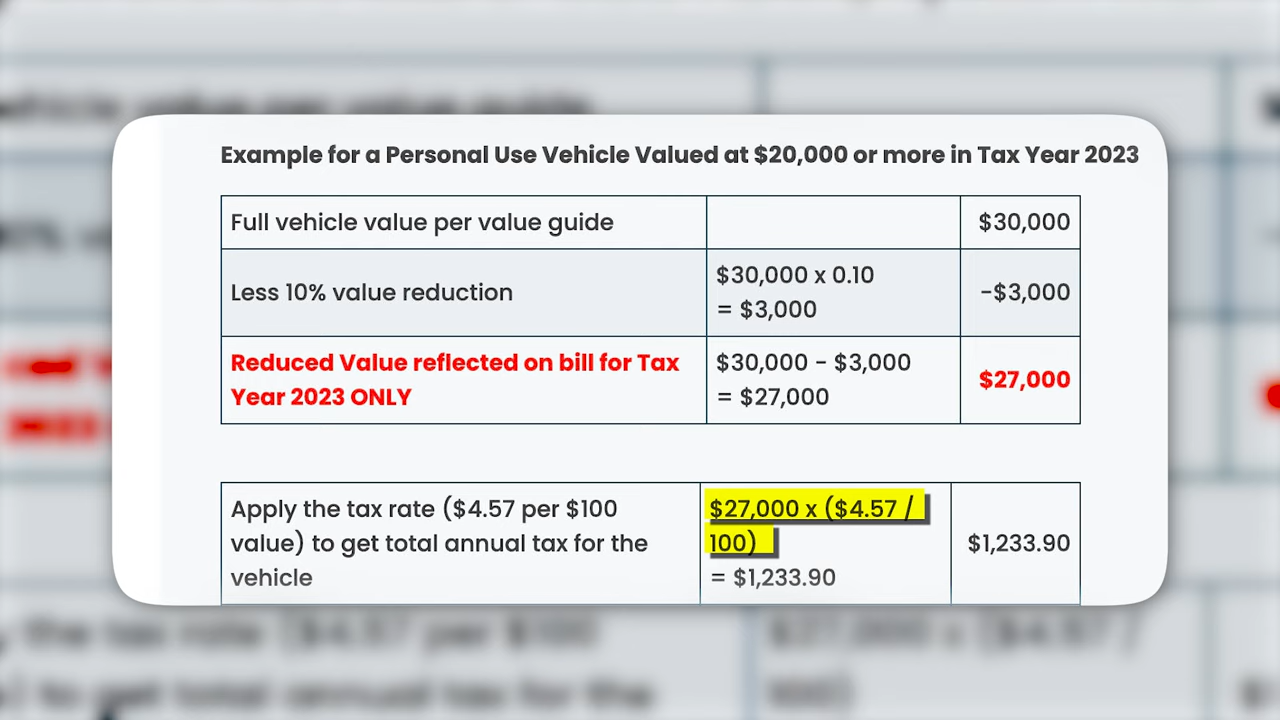 Example for a Personal Use Vehicle Valued at $20,000 or more in Tax Year 2023
Full vehicle value per value guide
$30,000
Less 10% value reduction
$30,000 x 0.10
= $3,000
-$3,000
Reduced Value reflected on bill for Tax
Year 2023 ONLY
$30,000 - $3,000
= $27,000
$27,000
Apply the tax rate ($4.57 per $100
value) to get total annual tax for the
vehicle
$27,000 x ($4.57 /
100)
= $1,233.90
$1,233.90